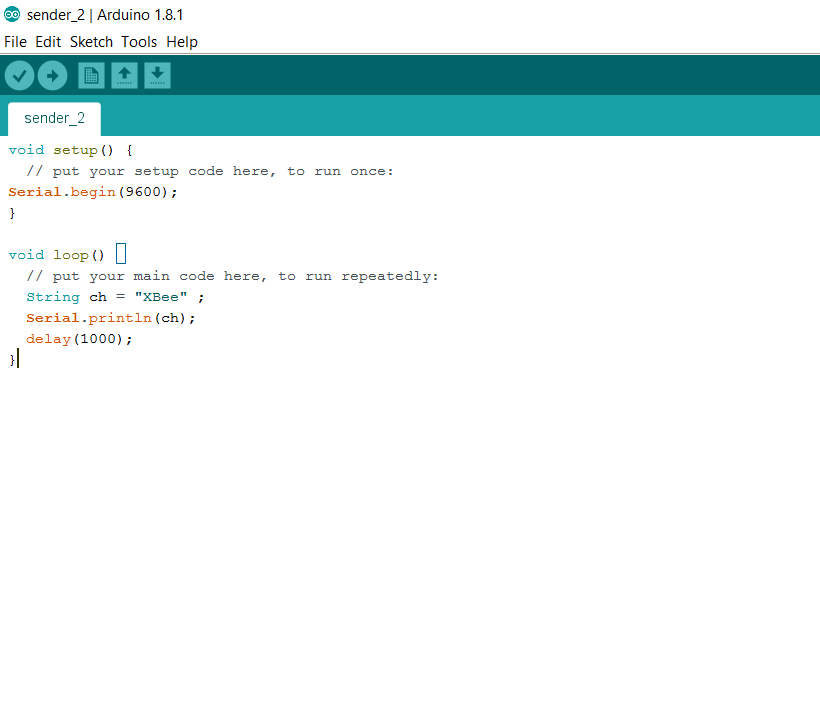 sender_2 | Arduino 1.8.1
File Edit Sketch Tools Help
sender_2
void setup() {
  // put your setup code here, to run once:
Serial.begin(9600);
}
void loop()
  // put your main code here, to run repeatedly:
  String ch = "XBee" ;
  Serial.println(ch);
  delay(1000);
}